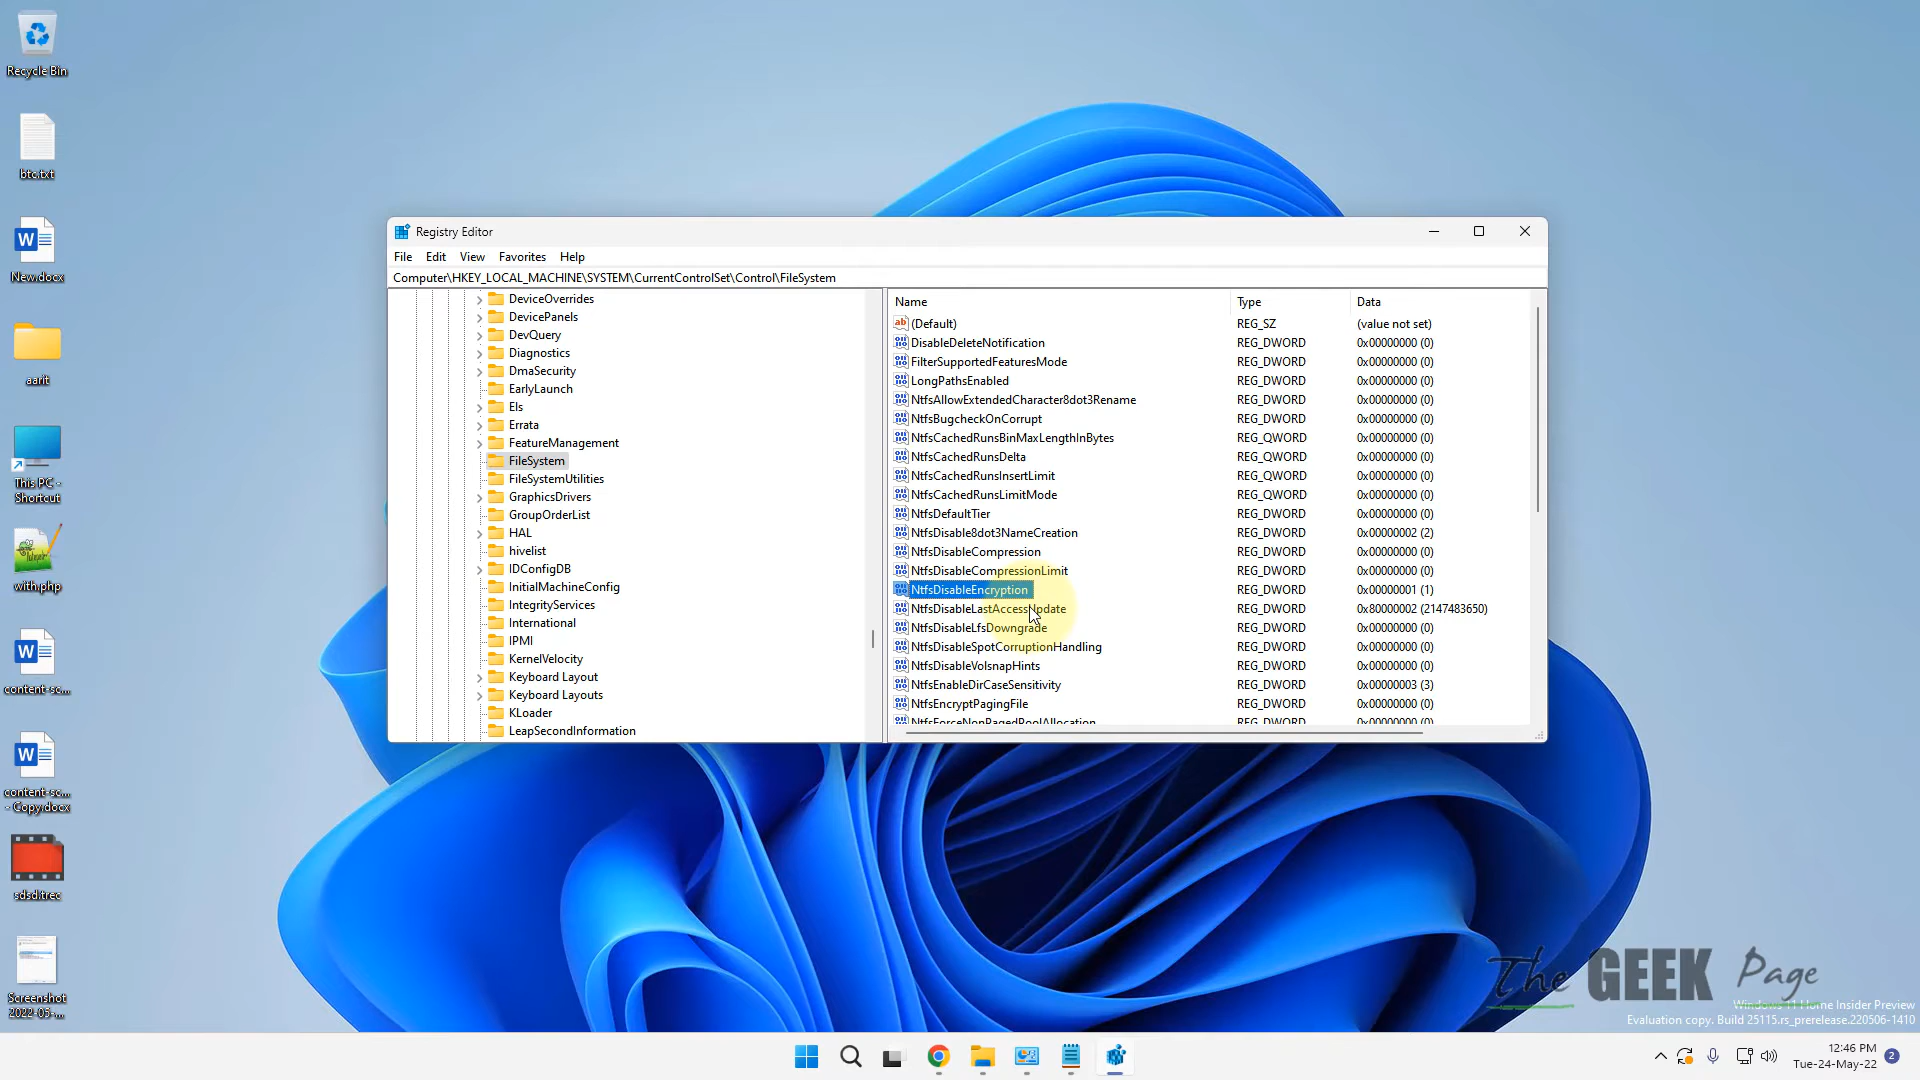 Recycle Bin
btc.txt
New.docx
aarit
This PC -
Shortcut
with.php
content-sc...
content-sc...
- Copy.docx
sdsd.trec
Screenshot
2022-05-...
Registry Editor
File Edit View Favorites Help
Computer\HKEY_LOCAL_MACHINE\SYSTEM\CurrentControlSet\Control\FileSystem
DeviceOverrides
DevicePanels
DevQuery
Diagnostics
DmaSecurity
EarlyLaunch
Els
Errata
FeatureManagement
FileSystem
FileSystemUtilities
GraphicsDrivers
GroupOrderList
HAL
hivelist
IDConfigDB
InitialMachineConfig
IntegrityServices
International
IPMI
KernelVelocity
Keyboard Layout
Keyboard Layouts
KLoader
LeapSecondInformation
Name Type Data
(Default) REG_SZ (value not set)
DisableDeleteNotification REG_DWORD 0x00000000 (0)
FilterSupportedFeaturesMode REG_DWORD 0x00000000 (0)
LongPathsEnabled REG_DWORD 0x00000000 (0)
NtfsAllowExtendedCharacter8dot3Rename REG_DWORD 0x00000000 (0)
NtfsBugcheckOnCorrupt REG_DWORD 0x00000000 (0)
NtfsCachedRunsBinMaxLengthInBytes REG_QWORD 0x00000000 (0)
NtfsCachedRunsDelta REG_QWORD 0x00000000 (0)
NtfsCachedRunsInsertLimit REG_QWORD 0x00000000 (0)
NtfsCachedRunsLimitMode REG_QWORD 0x00000000 (0)
NtfsDefaultTier REG_DWORD 0x00000000 (0)
NtfsDisable8dot3NameCreation REG_DWORD 0x00000002 (2)
NtfsDisableCompression REG_DWORD 0x00000000 (0)
NtfsDisableCompressionLimit REG_DWORD 0x00000000 (0)
NtfsDisableEncryption REG_DWORD 0x00000001 (1)
NtfsDisableLastAccessUpdate REG_DWORD 0x80000002 (2147483650)
NtfsDisableLfsDowngrade REG_DWORD 0x00000000 (0)
NtfsDisableSpotCorruptionHandling REG_DWORD 0x00000000 (0)
NtfsDisableVolsnapHints REG_DWORD 0x00000000 (0)
NtfsEnableDirCaseSensitivity REG_DWORD 0x00000003 (3)
NtfsEncryptPagingFile REG_DWORD 0x00000000 (0)
NtfsForceNonPagedPoolAllocation REG_DWORD 0x00000000 (0)
The GEEK Page
Windows 11 Home Insider Preview
Evaluation copy. Build 25115.rs_prerelease.220506-1410
12:46 PM
Tue-24-May-22
2